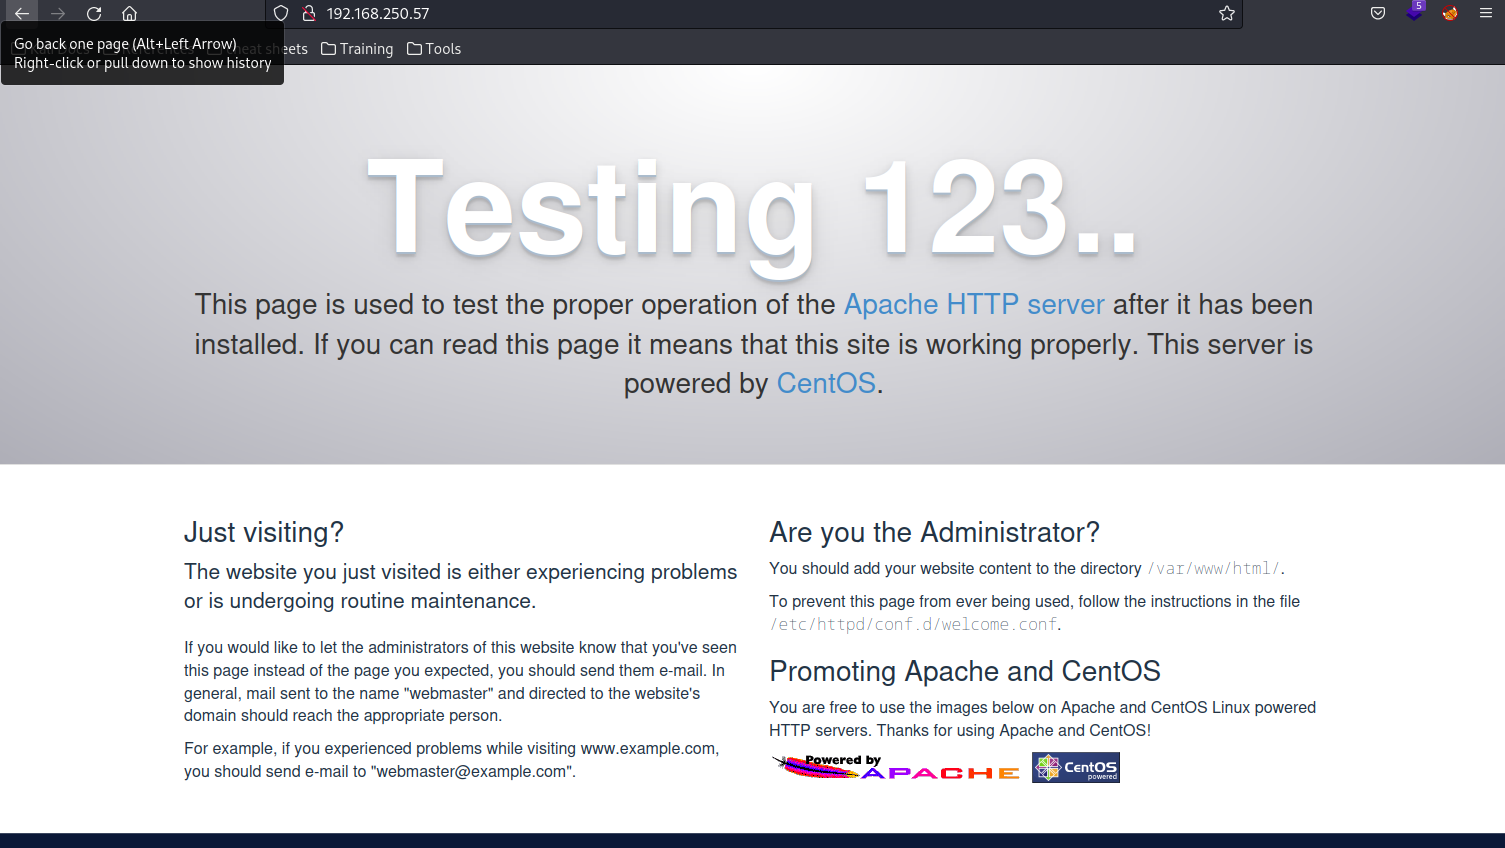 192.168.250.57
5
Go back one page (Alt+Left Arrow)
Right-click or pull down to show history
sheets
Training
Tools
Testing 123..
This page is used to test the proper operation of the Apache HTTP server after it has been
installed. If you can read this page it means that this site is working properly. This server is
powered by CentOS.
Just visiting?
The website you just visited is either experiencing problems
or is undergoing routine maintenance.
If you would like to let the administrators of this website know that you've seen
this page instead of the page you expected, you should send them e-mail. In
general, mail sent to the name "webmaster" and directed to the website's
domain should reach the appropriate person.
For example, if you experienced problems while visiting www.example.com,
you should send e-mail to "webmaster@example.com".
Are you the Administrator?
You should add your website content to the directory /var/www/html/.
To prevent this page from ever being used, follow the instructions in the file
/etc/httpd/conf.d/welcome.conf.
Promoting Apache and CentOS
You are free to use the images below on Apache and CentOS Linux powered
HTTP servers. Thanks for using Apache and CentOS!
Powered by
APACHE
CentOS
powered